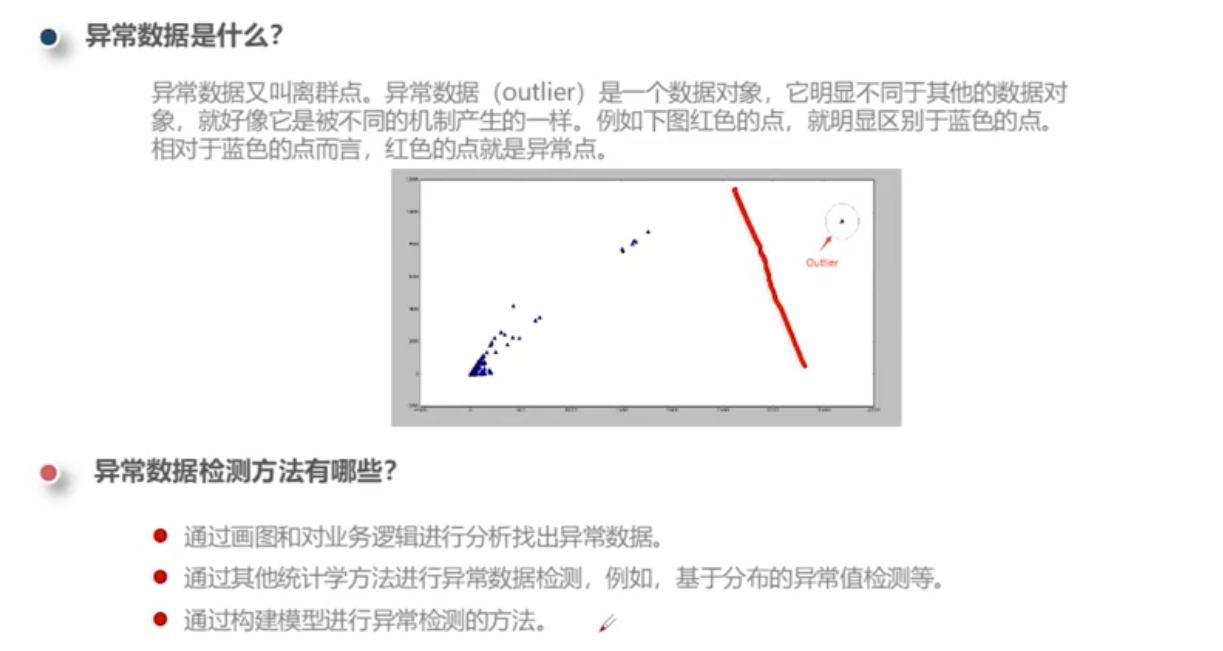 异常数据是什么？
异常数据又叫离群点。异常数据（outlier）是一个数据对象，它明显不同于其他的数据对
象，就好像它是被不同的机制产生的一样。例如下图红色的点，就明显区别于蓝色的点。
相对于蓝色的点而言，红色的点就是异常点。
Outlier
异常数据检测方法有哪些？
通过画图和对业务逻辑进行分析找出异常数据。
通过其他统计学方法进行异常数据检测，例如，基于分布的异常值检测等。
通过构建模型进行异常检测的方法。